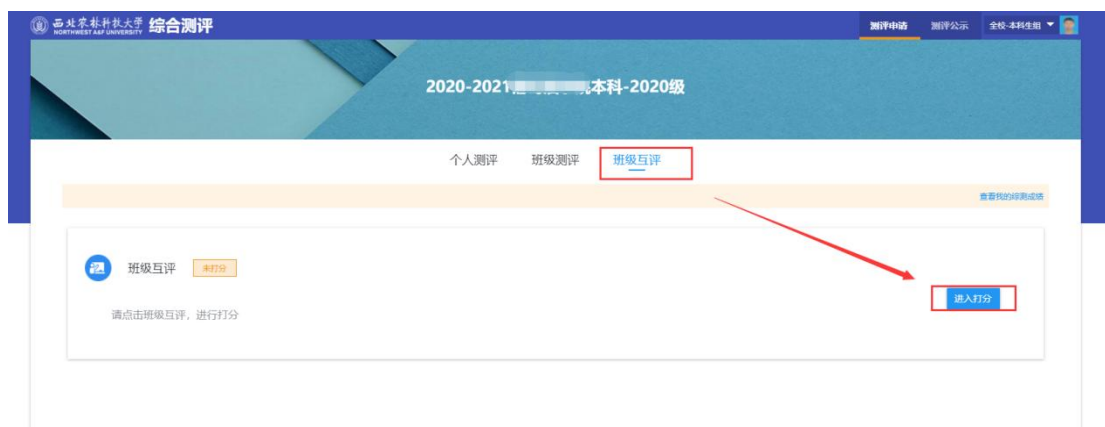 西北农林科技大学 综合测评
NORTHWEST A&F UNIVERSITY
测评申请 测评公示 全校-本科生组
2020-2021 本科-2020级
个人测评 班级测评 班级互评
查看我的综测成绩
班级互评 未打分
进入打分
请点击班级互评，进行打分